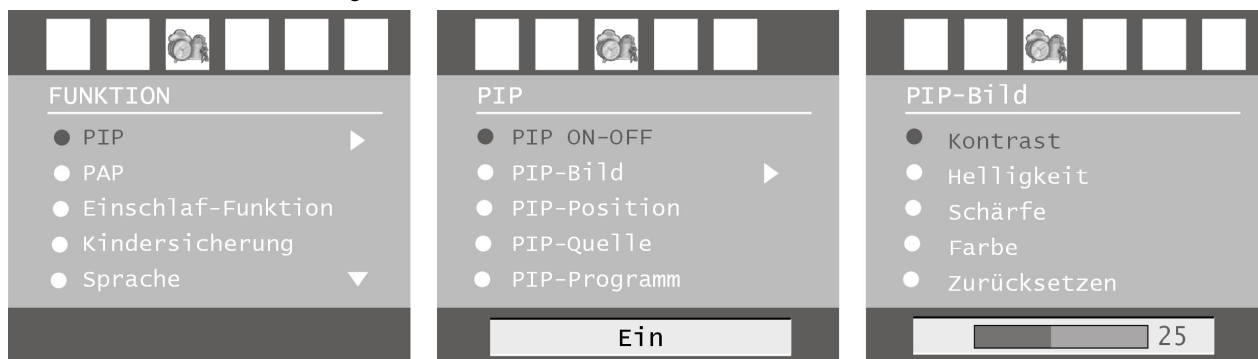 FUNKTION
PIP
PAP
Einschlaf-Funktion
Kindersicherung
Sprache
PIP
PIP ON-OFF
PIP-Bild
PIP-Position
PIP-Quelle
PIP-Programm
Ein
PIP-Bild
Kontrast
Helligkeit
Schärfe
Farbe
Zurücksetzen
25